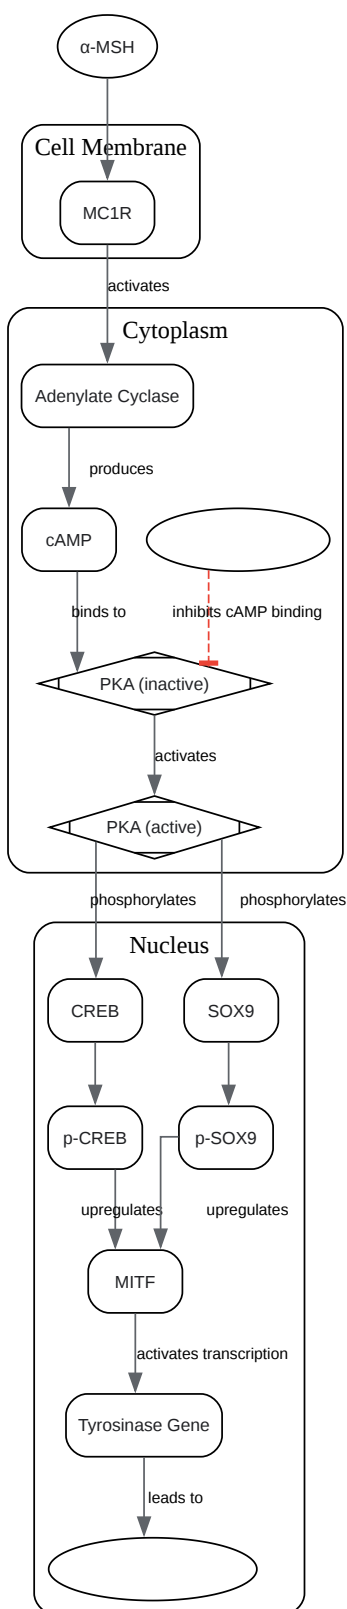 α-MSH
Cell Membrane
MC1R
activates
Cytoplasm
Adenylate Cyclase
produces
cAMP
binds to
inhibits cAMP binding
PKA (inactive)
activates
PKA (active)
phosphorylates
phosphorylates
Nucleus
CREB
SOX9
p-CREB
p-SOX9
upregulates
upregulates
MITF
activates transcription
Tyrosinase Gene
leads to